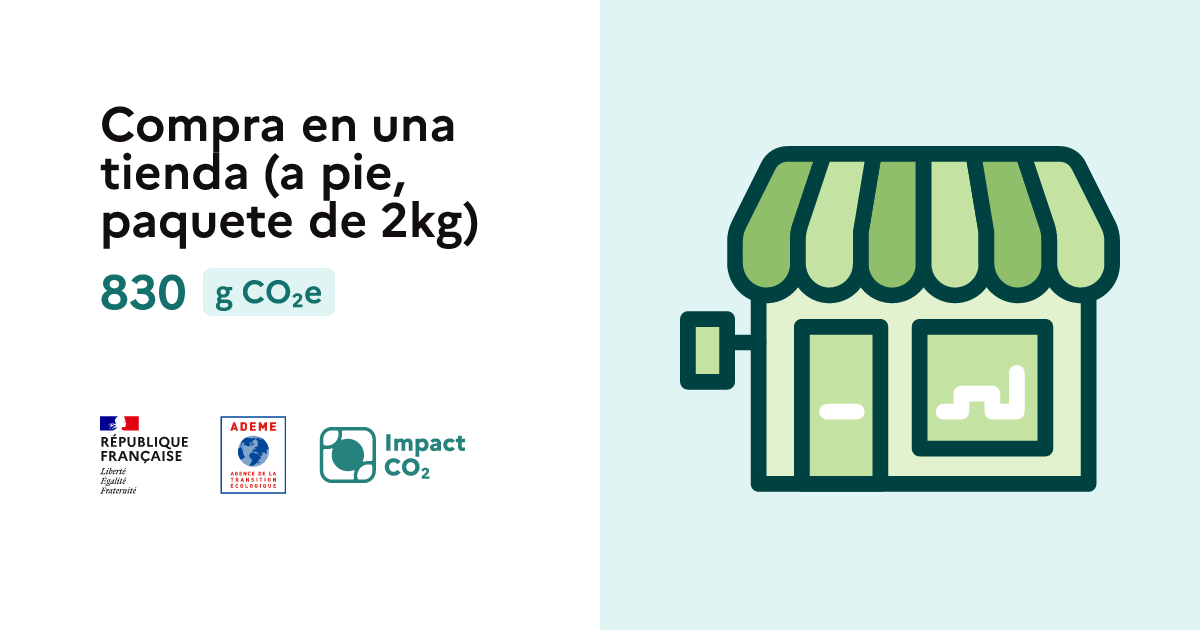 Compra en una
tienda (a pie,
paquete de 2kg)
830 g CO₂e
RÉPUBLIQUE
FRANÇAISE
Liberté
Égalité
Fraternité
ADEME
AGENCE DE LA
TRANSITION
ÉCOLOGIQUE
Impact
CO₂